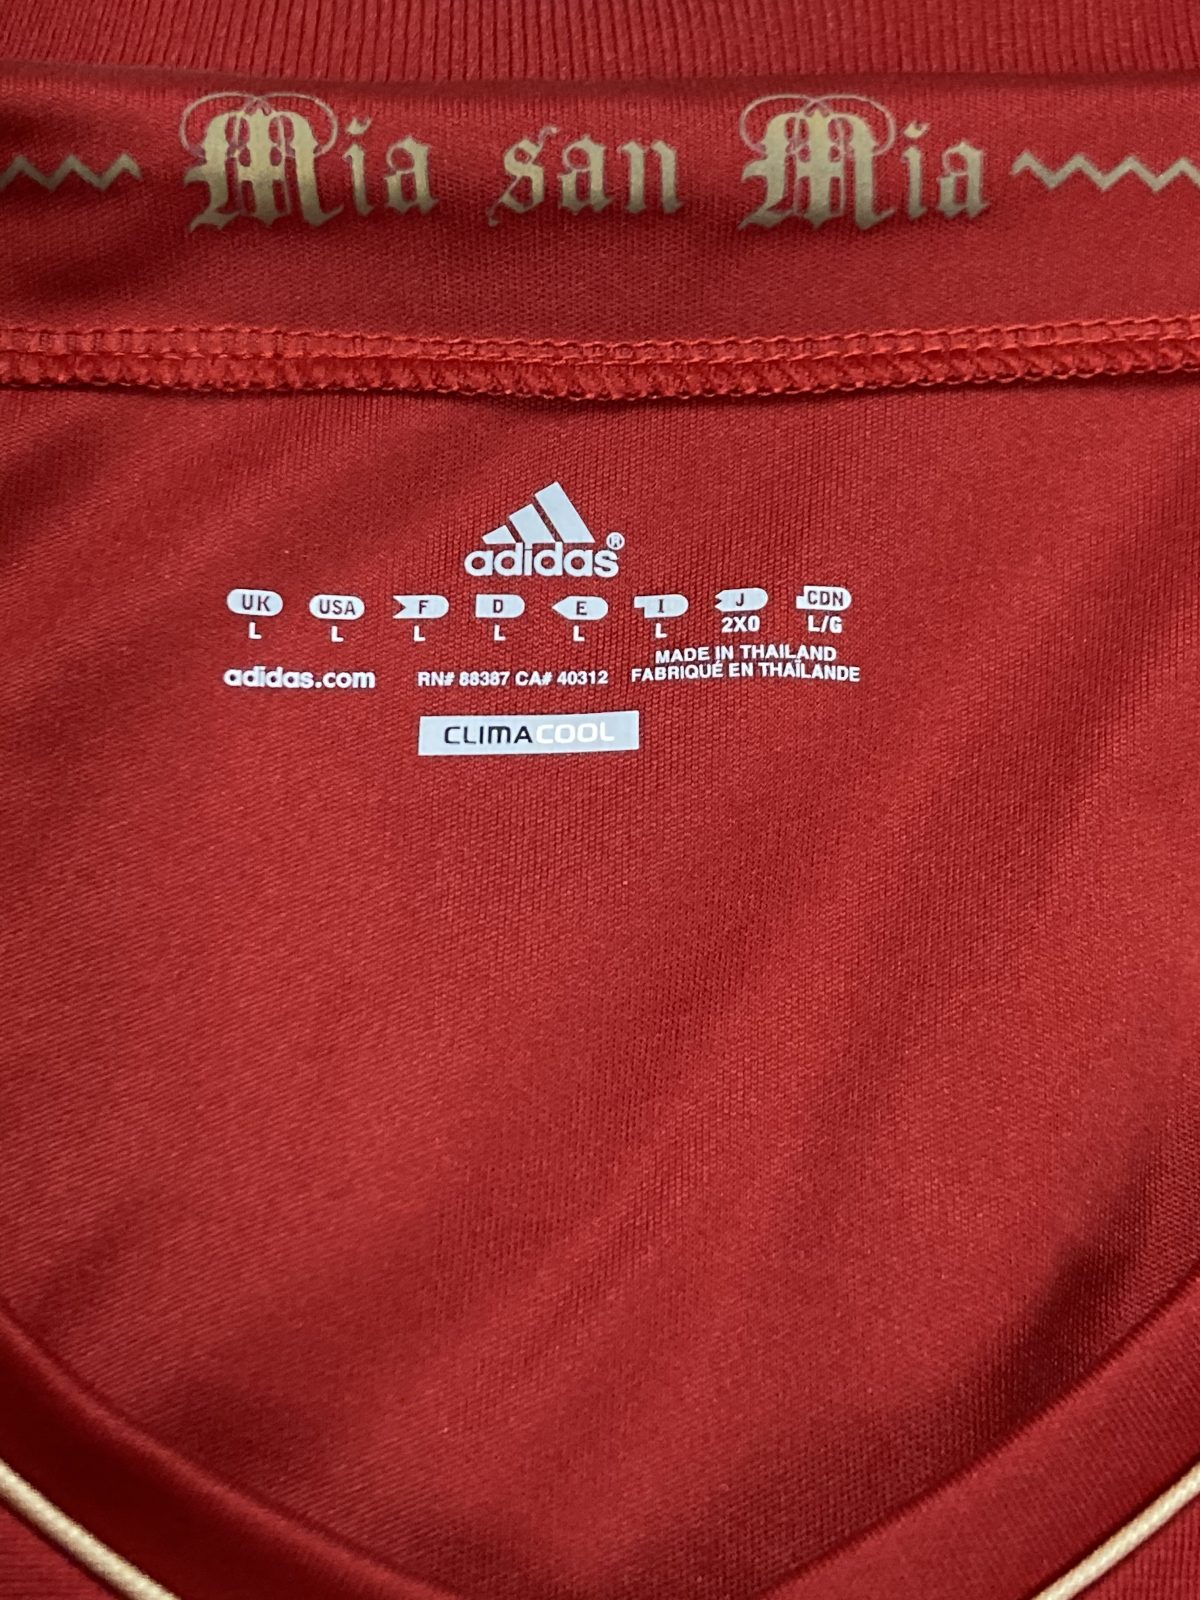 Mia san Mia
adidas®
UK USA F D E I J CDN
L L L L L L 2XO L/G
adidas.com RN# 88387 CA# 40312 MADE IN THAILAND
FABRIQUÉ EN THAÏLANDE
CLIMACOOL